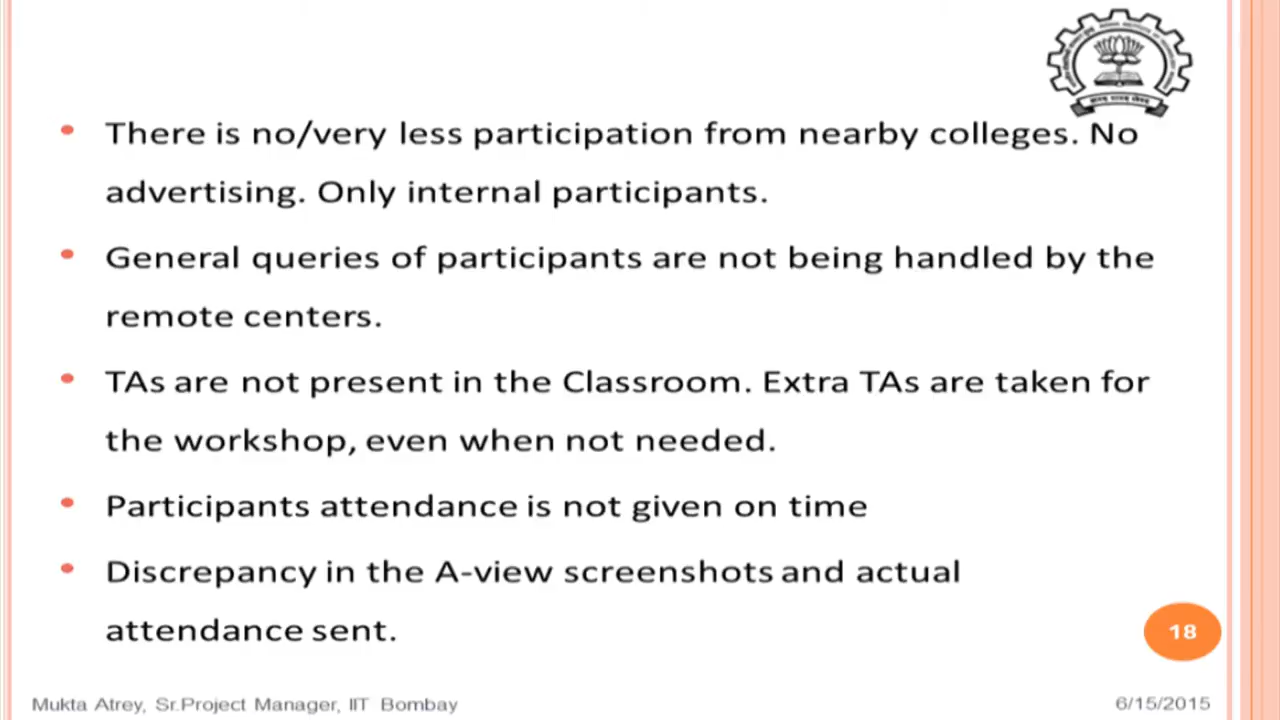 • There is no/very less participation from nearby colleges. No
advertising. Only internal participants.
• General queries of participants are not being handled by the
remote centers.
• TAs are not present in the Classroom. Extra TAs are taken for
the workshop, even when not needed.
• Participants attendance is not given on time
• Discrepancy in the A-view screenshots and actual
attendance sent.
18
Mukta Atrey, Sr.Project Manager, IIT Bombay
6/15/2015